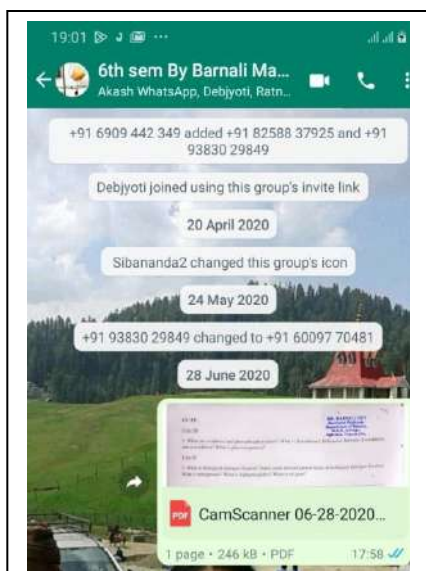 19:01
6th sem By Barnali Ma...
Akash WhatsApp, Debjyoti, Ratn...
+91 6909 442 349 added +91 82588 37925 and +91
93830 29849
Debjyoti joined using this group's invite link
20 April 2020
Sibananda2 changed this group's icon
24 May 2020
+91 93830 29849 changed to +91 60097 70481
28 June 2020
PDF
CamScanner 06-28-2020...
1 page • 246 kB • PDF
17:58